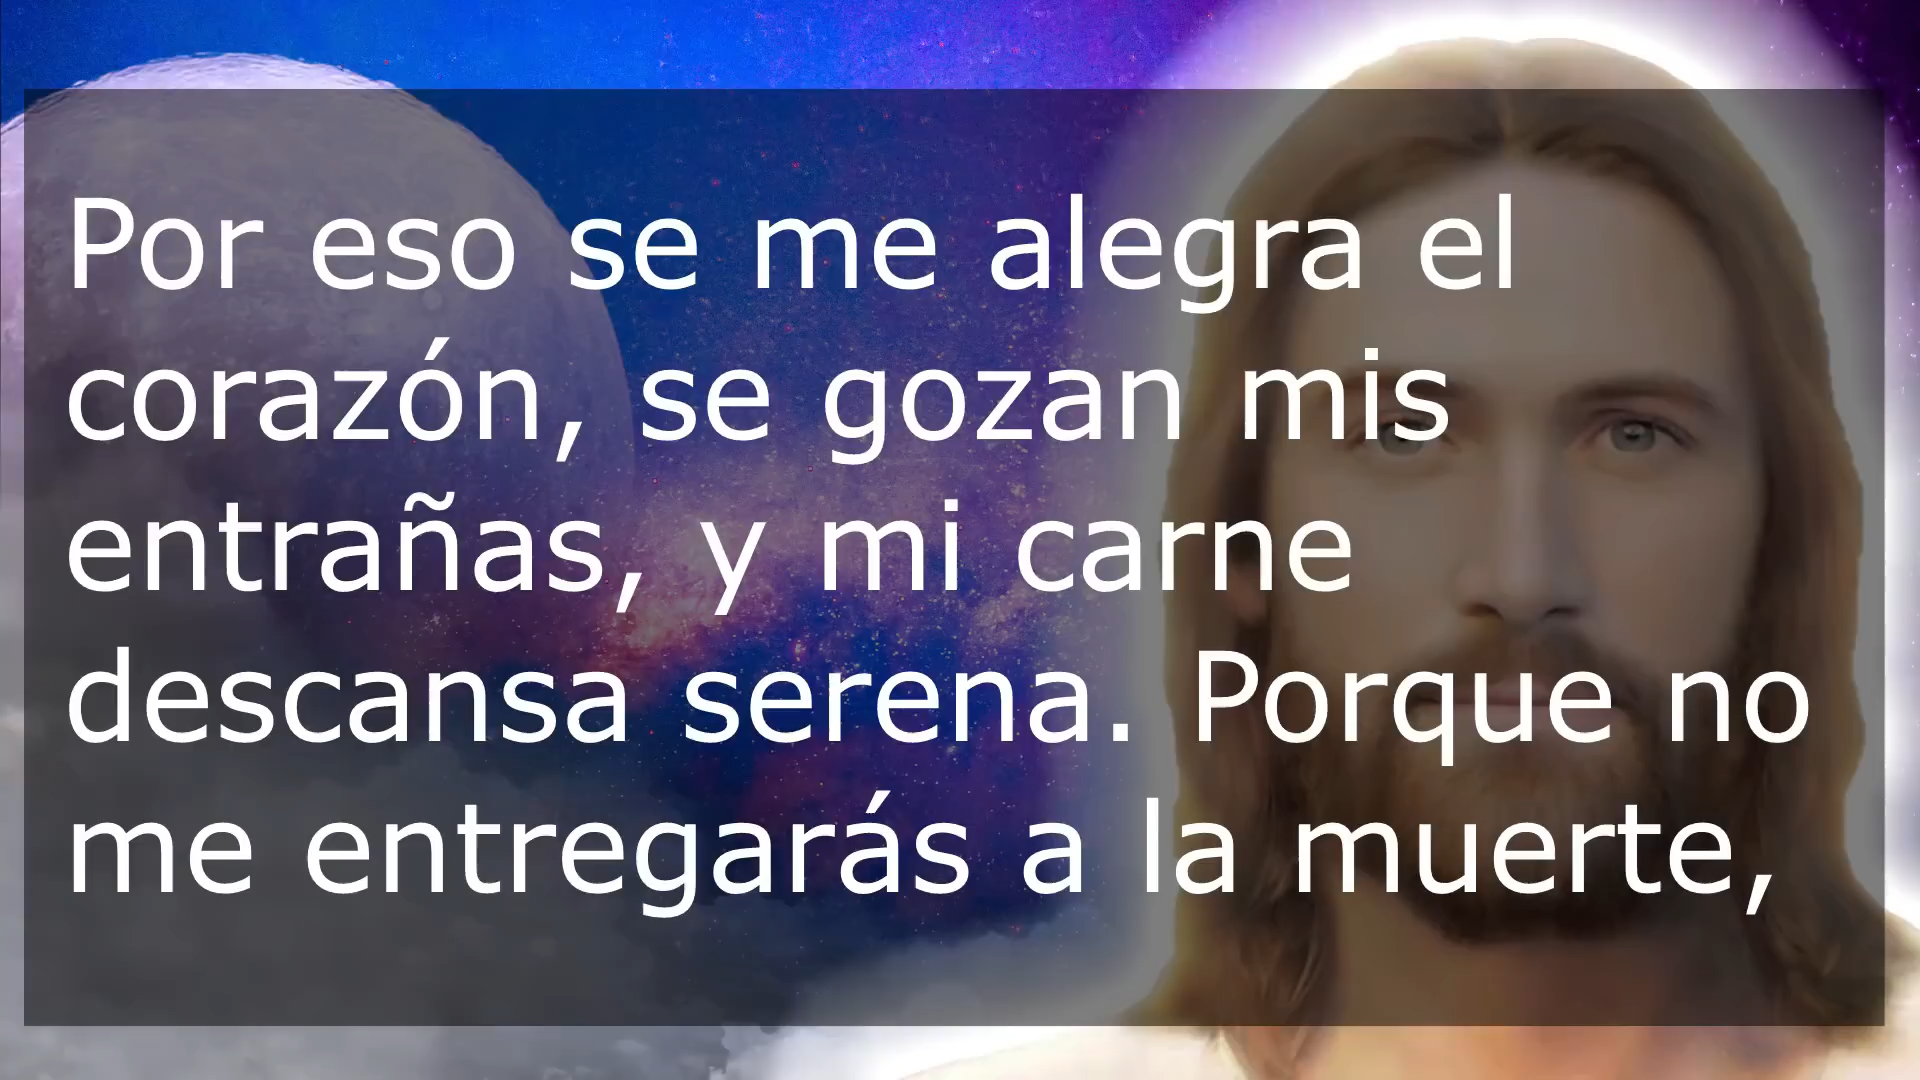 Por eso se me alegra el
corazón, se gozan mis
entrañas, y mi carne
descansa serena. Porque no
me entregarás a la muerte,